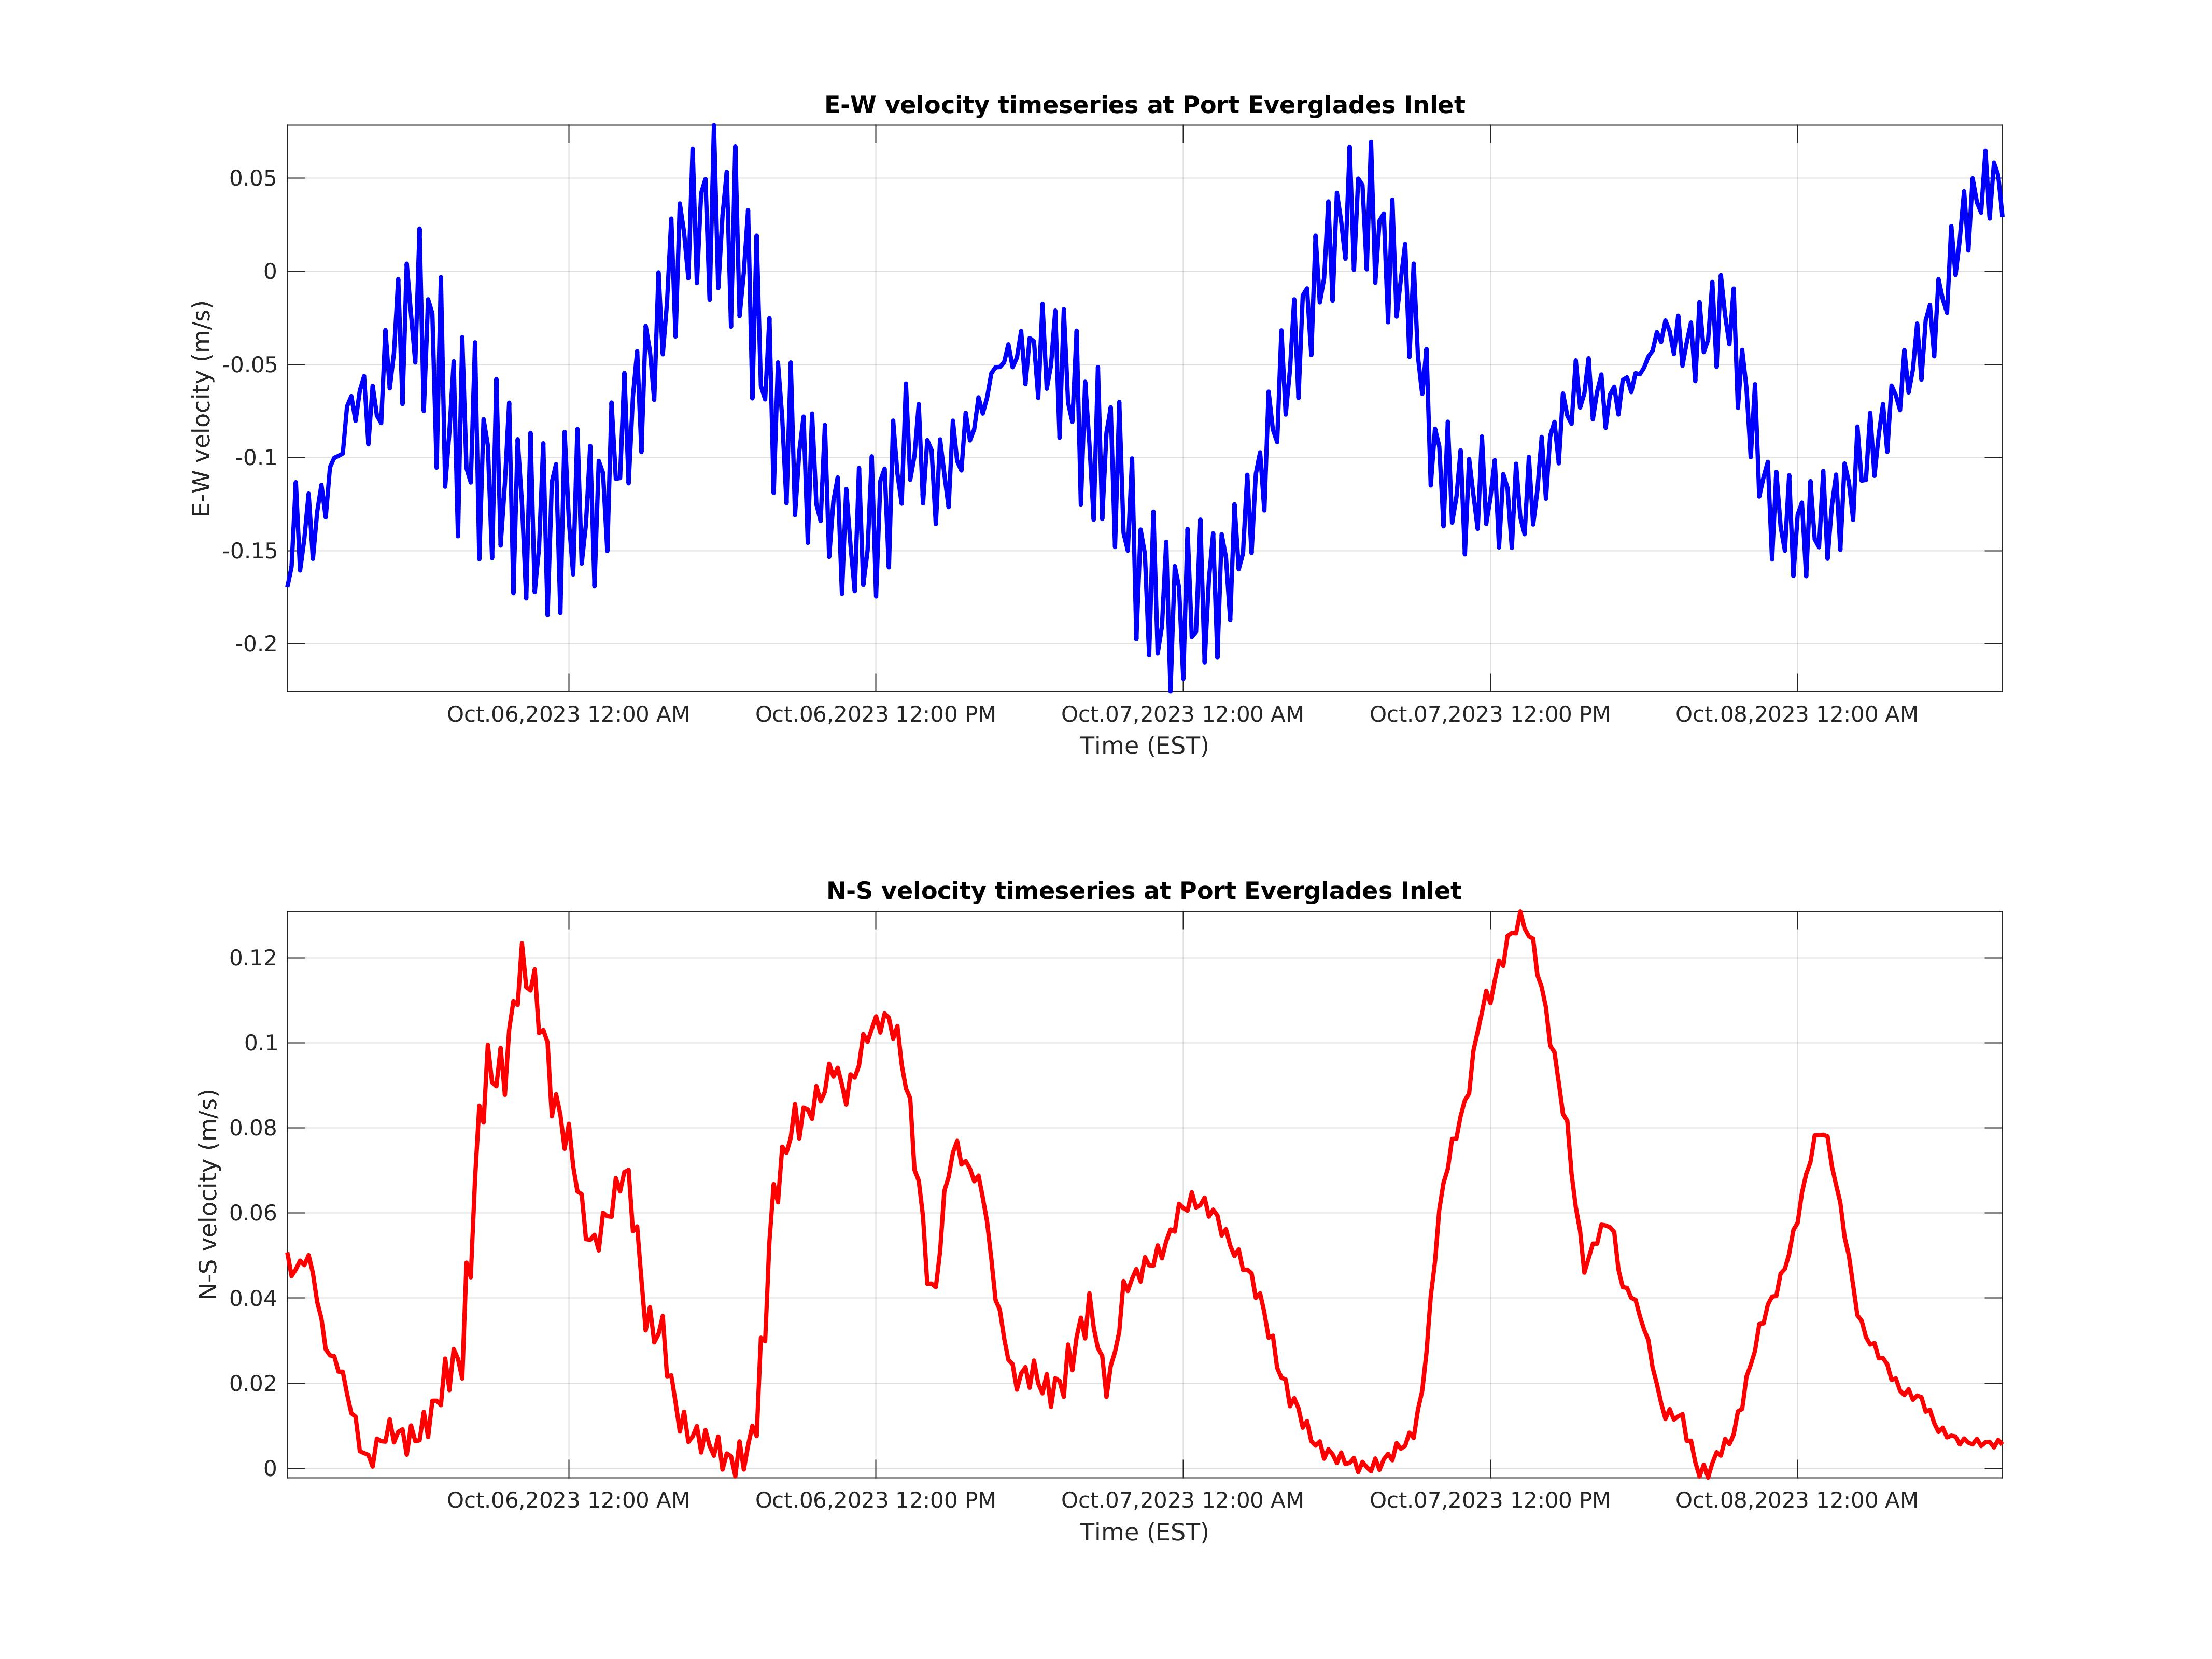 E-W velocity timeseries at Port Everglades Inlet
E-W velocity (m/s)
0.05
0
-0.05
-0.1
-0.15
-0.2
Oct.06,2023 12:00 AM Oct.06,2023 12:00 PM Oct.07,2023 12:00 AM Oct.07,2023 12:00 PM Oct.08,2023 12:00 AM
Time (EST)
N-S velocity timeseries at Port Everglades Inlet
N-S velocity (m/s)
0.12
0.1
0.08
0.06
0.04
0.02
0
Oct.06,2023 12:00 AM Oct.06,2023 12:00 PM Oct.07,2023 12:00 AM Oct.07,2023 12:00 PM Oct.08,2023 12:00 AM
Time (EST)